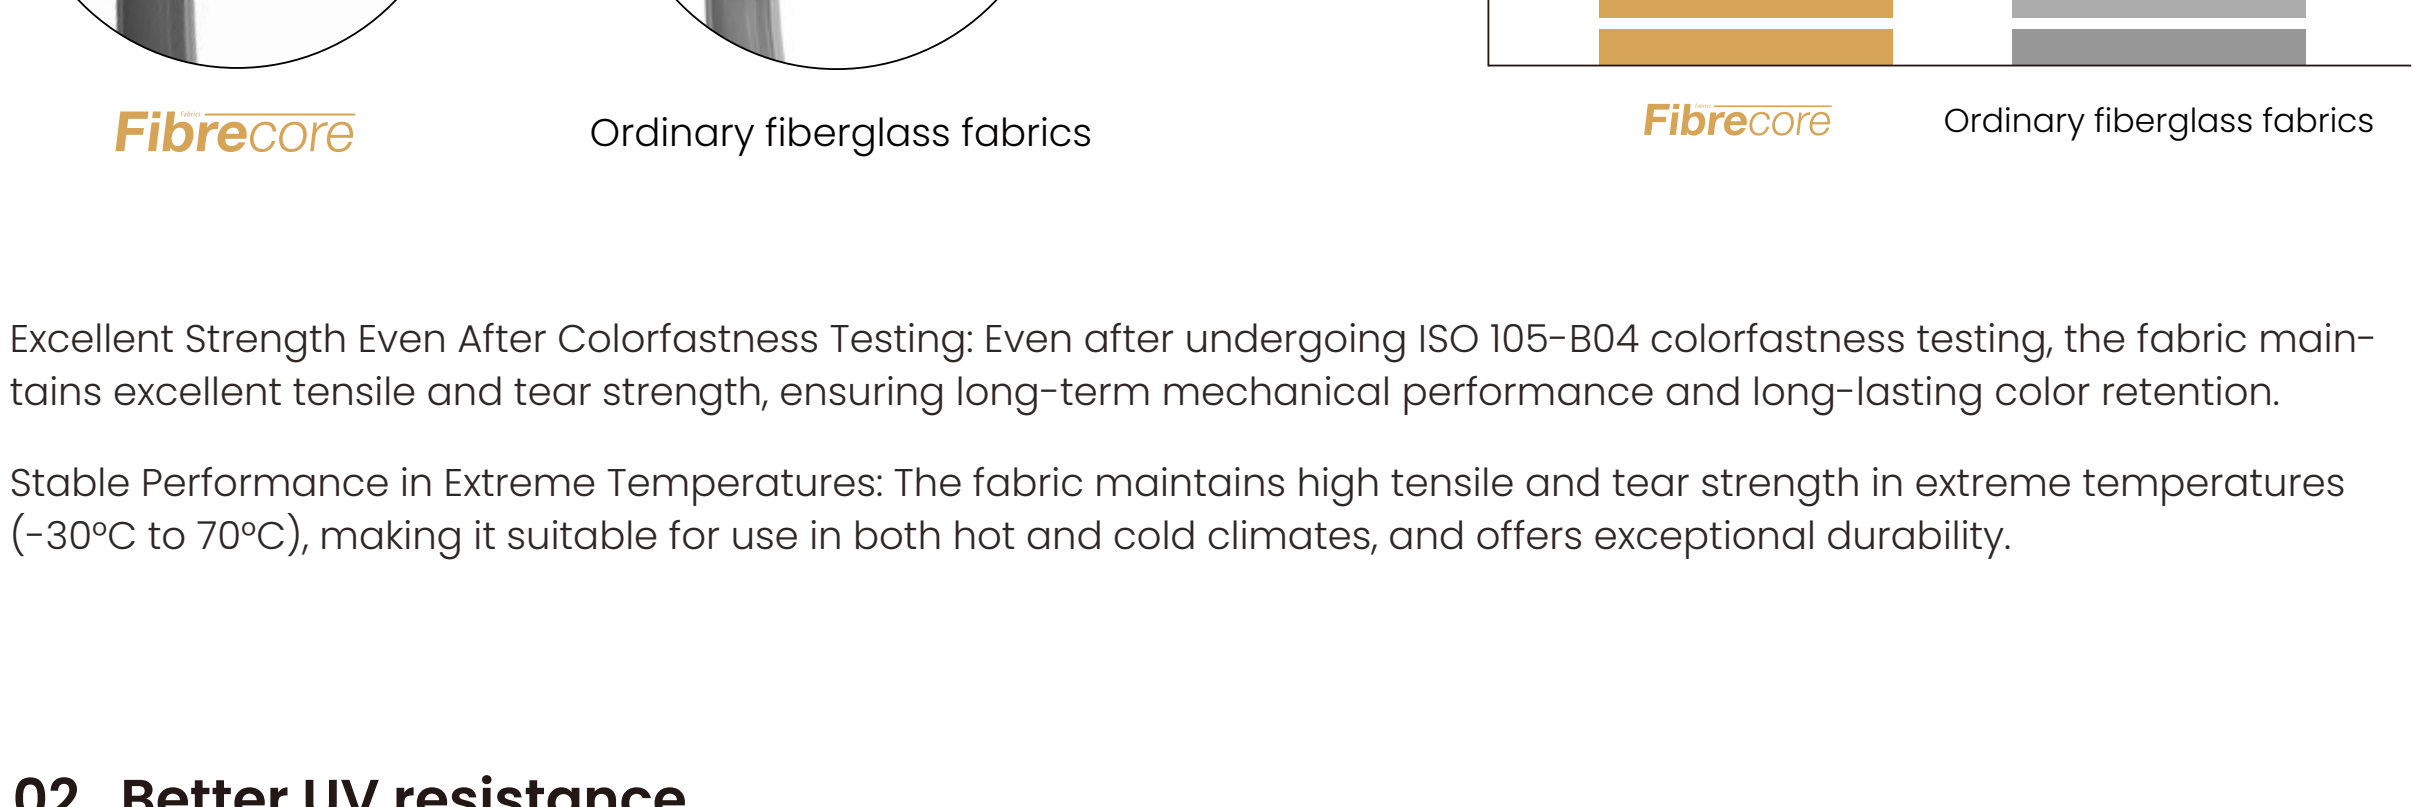 Fabrics
Fibrecore
Ordinary fiberglass fabrics
Fabrics
Fibrecore
Ordinary fiberglass fabrics
Excellent Strength Even After Colorfastness Testing: Even after undergoing ISO 105-B04 colorfastness testing, the fabric main-
tains excellent tensile and tear strength, ensuring long-term mechanical performance and long-lasting color retention.
Stable Performance in Extreme Temperatures: The fabric maintains high tensile and tear strength in extreme temperatures
(-30°C to 70°C), making it suitable for use in both hot and cold climates, and offers exceptional durability.
02 Better UV resistance